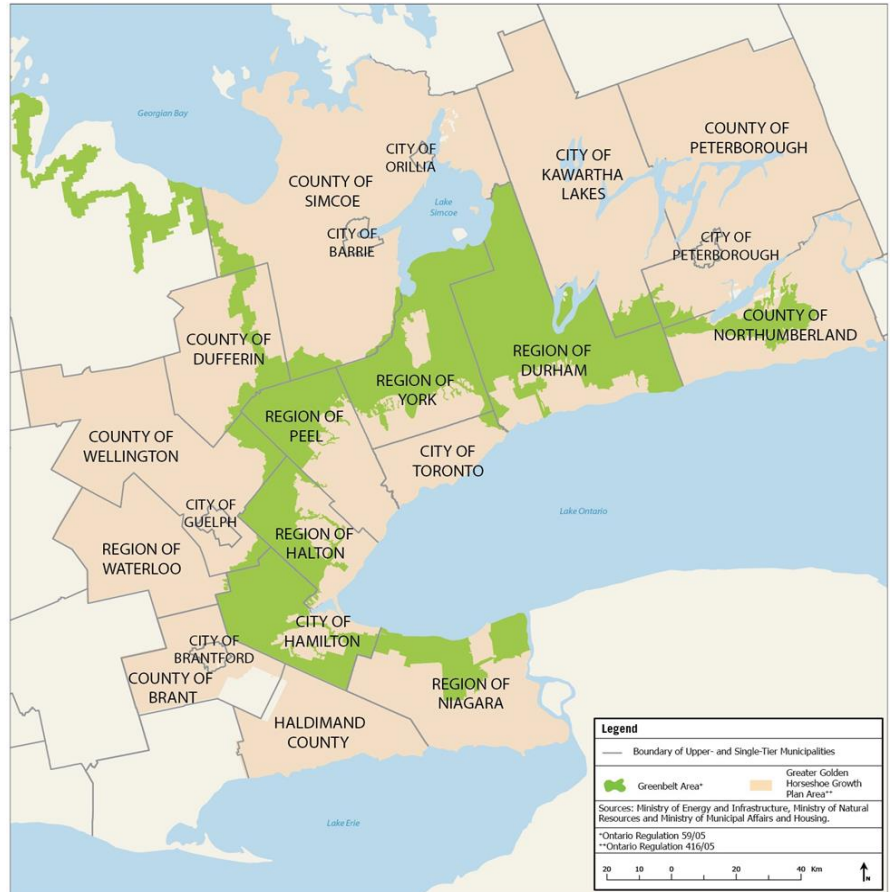 Georgian Bay
CITY OF
ORILLIA
COUNTY OF
SIMCOE
Lake
Simcoe
CITY OF
BARRIE
CITY OF
KAWARTHA
LAKES
COUNTY OF
PETERBOROUGH
CITY OF
PETERBOROUGH
COUNTY OF
NORTHUMBERLAND
COUNTY OF
DUFFERIN
REGION OF
YORK
REGION OF
DURHAM
REGION OF
PEEL
CITY OF
TORONTO
COUNTY OF
WELLINGTON
CITY OF
GUELPH
REGION OF
WATERLOO
REGION OF
HALTON
Lake Ontario
CITY OF
HAMILTON
CITY OF
BRANTFORD
COUNTY OF
BRANT
REGION OF
NIAGARA
HALDIMAND
COUNTY
Lake Erie
Legend
Boundary of Upper- and Single-Tier Municipalities
Greenbelt Area*
Greater Golden
Horseshoe Growth
Plan Area**
Sources: Ministry of Energy and Infrastructure, Ministry of Natural
Resources and Ministry of Municipal Affairs and Housing.
*Ontario Regulation 59/05
**Ontario Regulation 416/05
20 10 0 20 40 Km
N